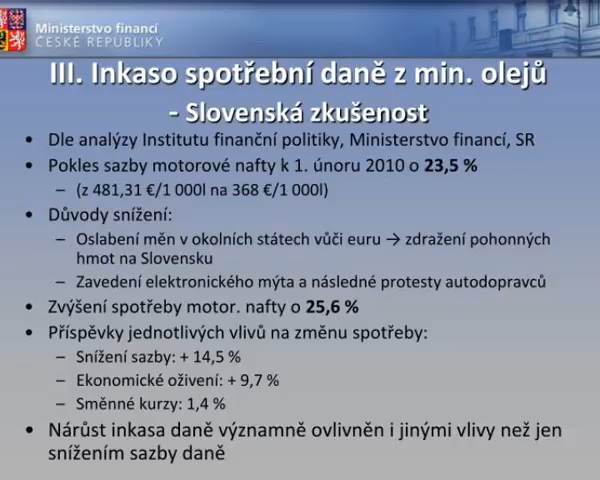 Ministerstvo financí
ČESKÉ REPUBLIKY
III. Inkaso spotřební daně z min. olejů
- Slovenská zkušenost
• Dle analýzy Institutu finanční politiky, Ministerstvo financí, SR
• Pokles sazby motorové nafty k 1. únoru 2010 o 23,5 %
– (z 481,31 €/1 000l na 368 €/1 000l)
• Důvody snížení:
– Oslabení měn v okolních státech vůči euru → zdražení pohonných
hmot na Slovensku
– Zavedení elektronického mýta a následné protesty autodopravců
• Zvýšení spotřeby motor. nafty o 25,6 %
• Příspěvky jednotlivých vlivů na změnu spotřeby:
– Snížení sazby: + 14,5 %
– Ekonomické oživení: + 9,7 %
– Směnné kurzy: 1,4 %
• Nárůst inkasa daně významně ovlivněn i jinými vlivy než jen
snížením sazby daně